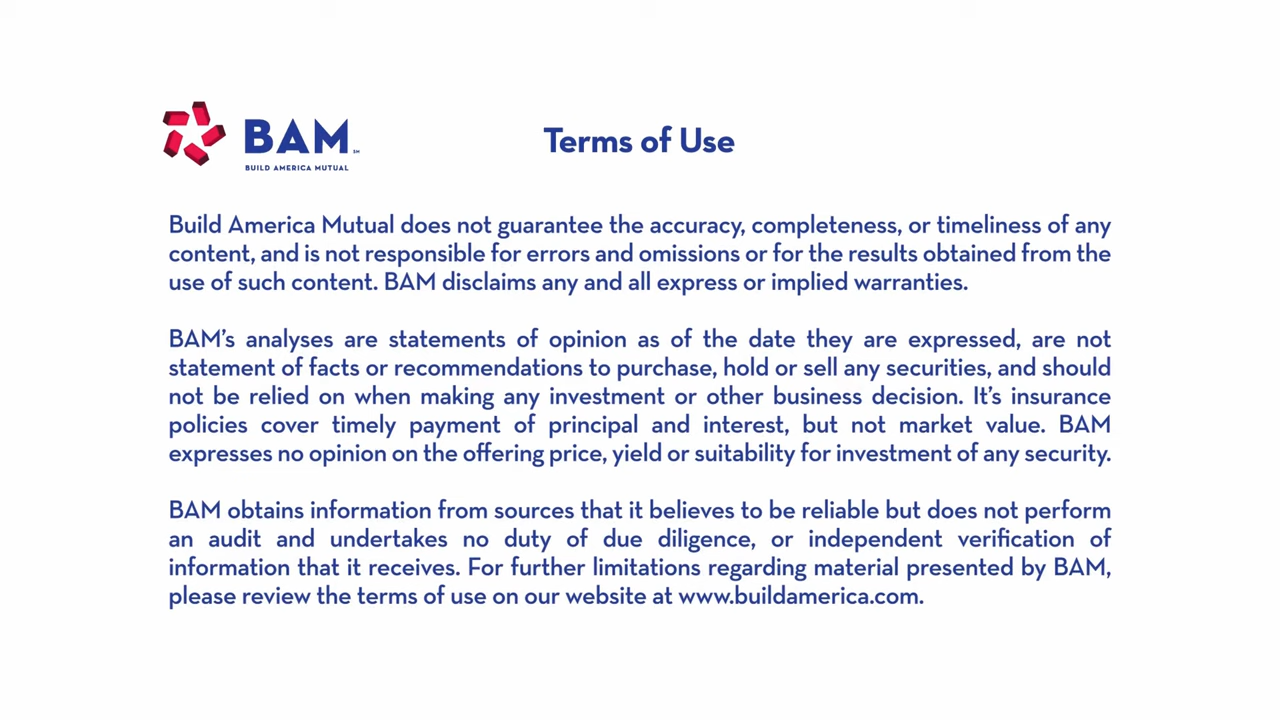 BAM
SM
BUILD AMERICA MUTUAL
Terms of Use
Build America Mutual does not guarantee the accuracy, completeness, or timeliness of any
content, and is not responsible for errors and omissions or for the results obtained from the
use of such content. BAM disclaims any and all express or implied warranties.
BAM’s analyses are statements of opinion as of the date they are expressed, are not
statement of facts or recommendations to purchase, hold or sell any securities, and should
not be relied on when making any investment or other business decision. It’s insurance
policies cover timely payment of principal and interest, but not market value. BAM
expresses no opinion on the offering price, yield or suitability for investment of any security.
BAM obtains information from sources that it believes to be reliable but does not perform
an audit and undertakes no duty of due diligence, or independent verification of
information that it receives. For further limitations regarding material presented by BAM,
please review the terms of use on our website at www.buildamerica.com.